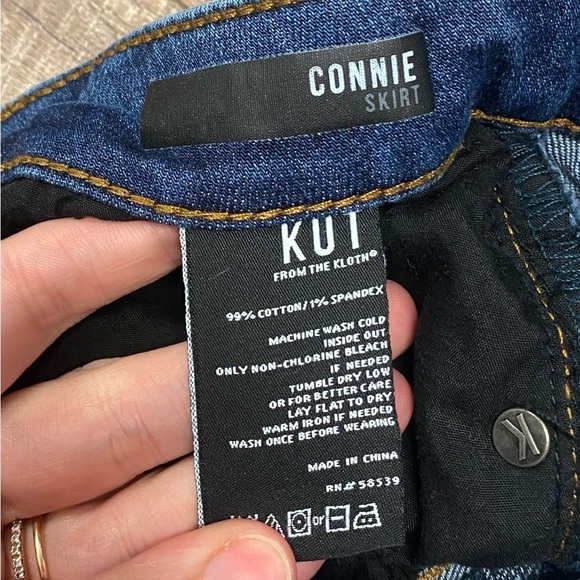 CONNIE
SKIRT
KUT
FROM THE KLOTH®
99% COTTON/1% SPANDEX
MACHINE WASH COLD
INSIDE OUT
ONLY NON-CHLORINE BLEACH
IF NEEDED
TUMBLE DRY LOW
OR FOR BETTER CARE
LAY FLAT TO DRY
WARM IRON IF NEEDED
WASH ONCE BEFORE WEARING
MADE IN CHINA
RN# 58539
or
K